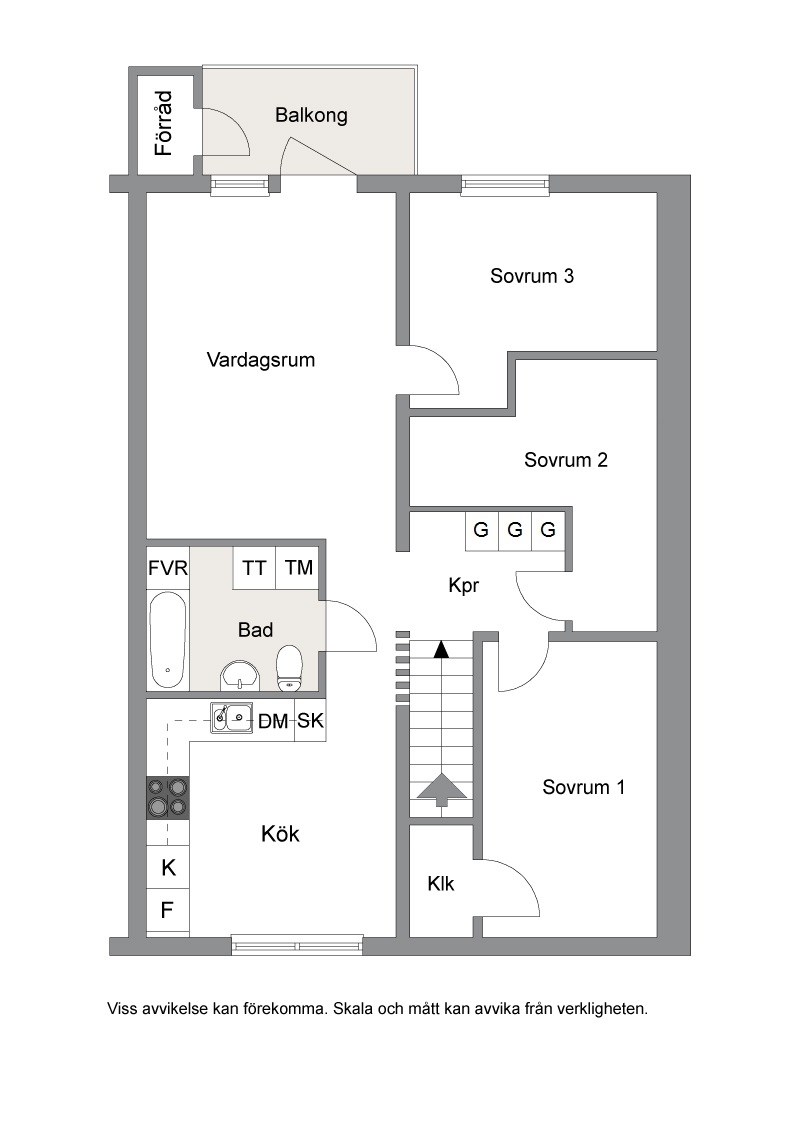 Förråd
Balkong
Sovrum 3
Vardagsrum
Sovrum 2
G G G
FVR TT TM
Kpr
Bad
DM SK
Sovrum 1
Kök
K
Klk
F
Viss avvikelse kan förekomma. Skala och mått kan avvika från verkligheten.